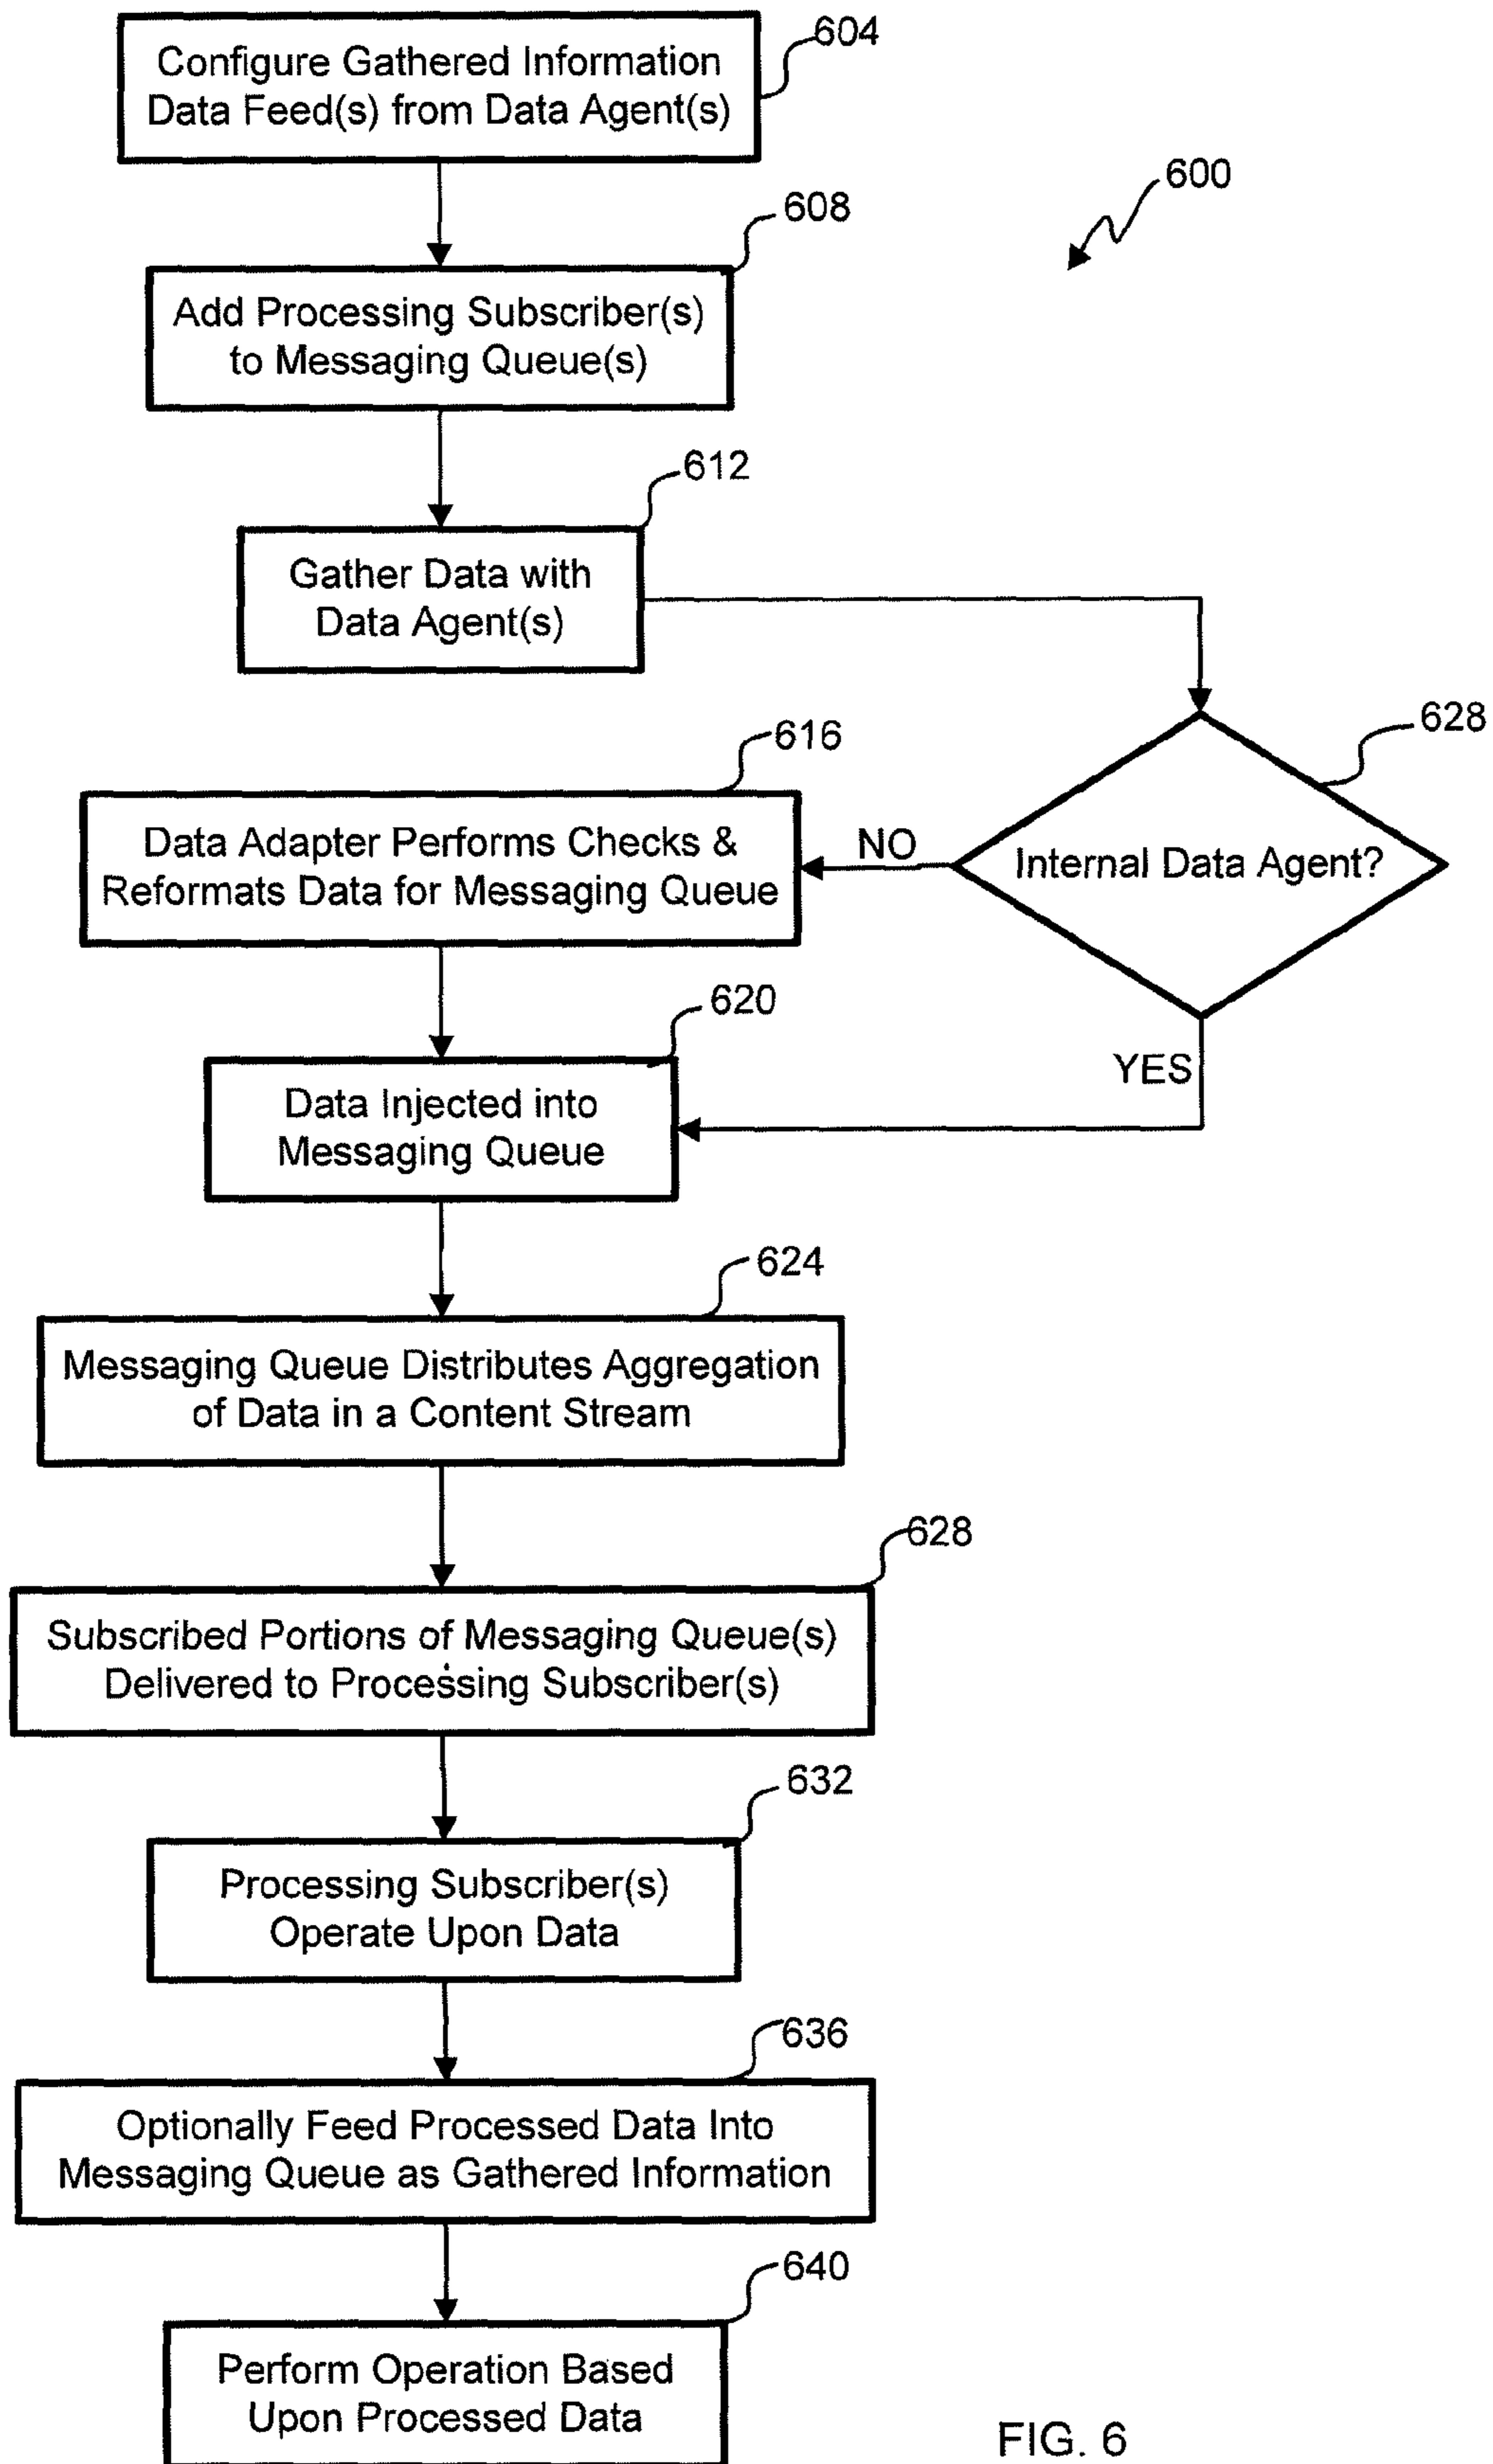 604
Configure Gathered Information
Data Feed(s) from Data Agent(s)
600
608
Add Processing Subscriber(s)
to Messaging Queue(s)
612
Gather Data with
Data Agent(s)
628
Internal Data Agent?
NO
YES
616
Data Adapter Performs Checks &
Reformats Data for Messaging Queue
620
Data Injected into
Messaging Queue
624
Messaging Queue Distributes Aggregation
of Data in a Content Stream
628
Subscribed Portions of Messaging Queue(s)
Delivered to Processing Subscriber(s)
632
Processing Subscriber(s)
Operate Upon Data
636
Optionally Feed Processed Data Into
Messaging Queue as Gathered Information
640
Perform Operation Based
Upon Processed Data
FIG. 6